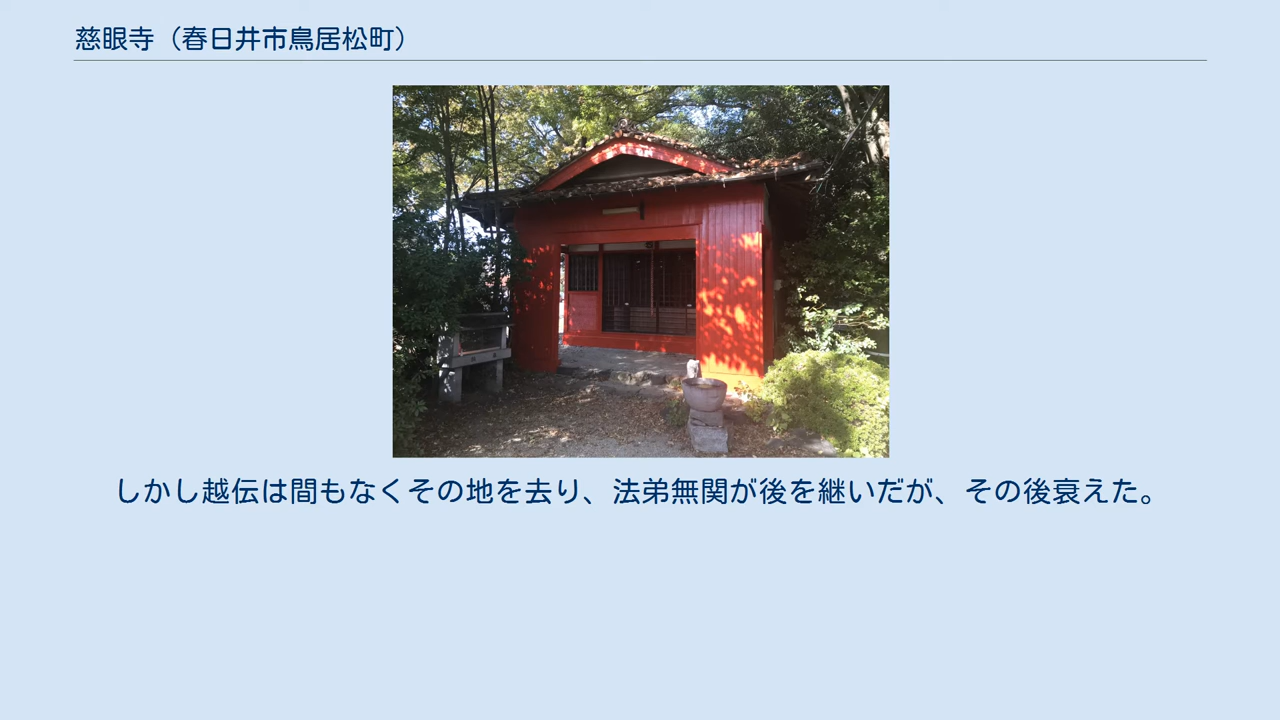 慈眼寺（春日井市鳥居松町）
しかし越伝は間もなくその地を去り、法弟無関が後を継いだが、その後衰えた。